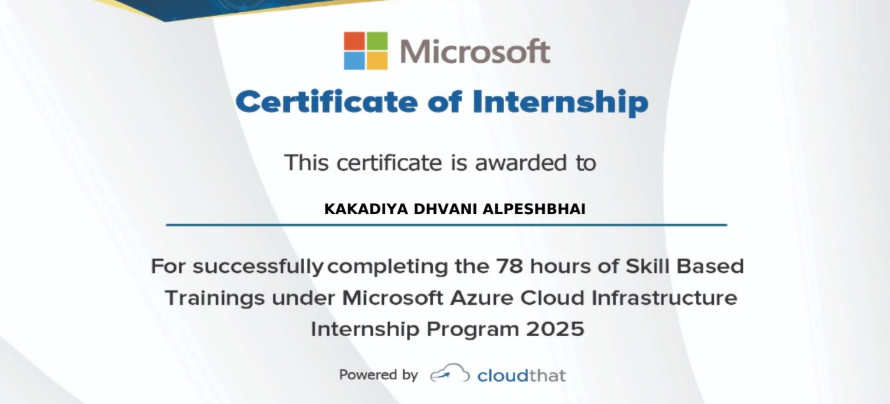 Microsoft
Certificate of Internship
This certificate is awarded to
KAKADIYA DHVANI ALPESHBHAI
For successfully completing the 78 hours of Skill Based
Trainings under Microsoft Azure Cloud Infrastructure
Internship Program 2025
Powered by cloudthat